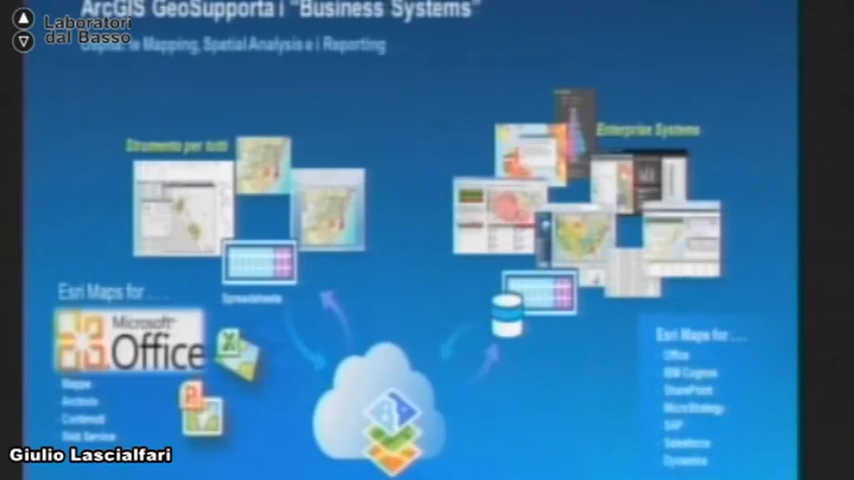 ArcGIS GeoSupporta i "Business Systems"
Mapping, Spatial Analysis e i Reporting
Laboratori
dal Basso
Strumento per tutti
Enterprise Systems
Spreadsheets
Esri Maps for . . .
Microsoft
Office
Mappe
Archivio
Contenuti
Web Service
Esri Maps for . . .
Office
IBM Cognos
SharePoint
MicroStrategy
SAP
Salesforce
Dynamics
Giulio Lascialfari